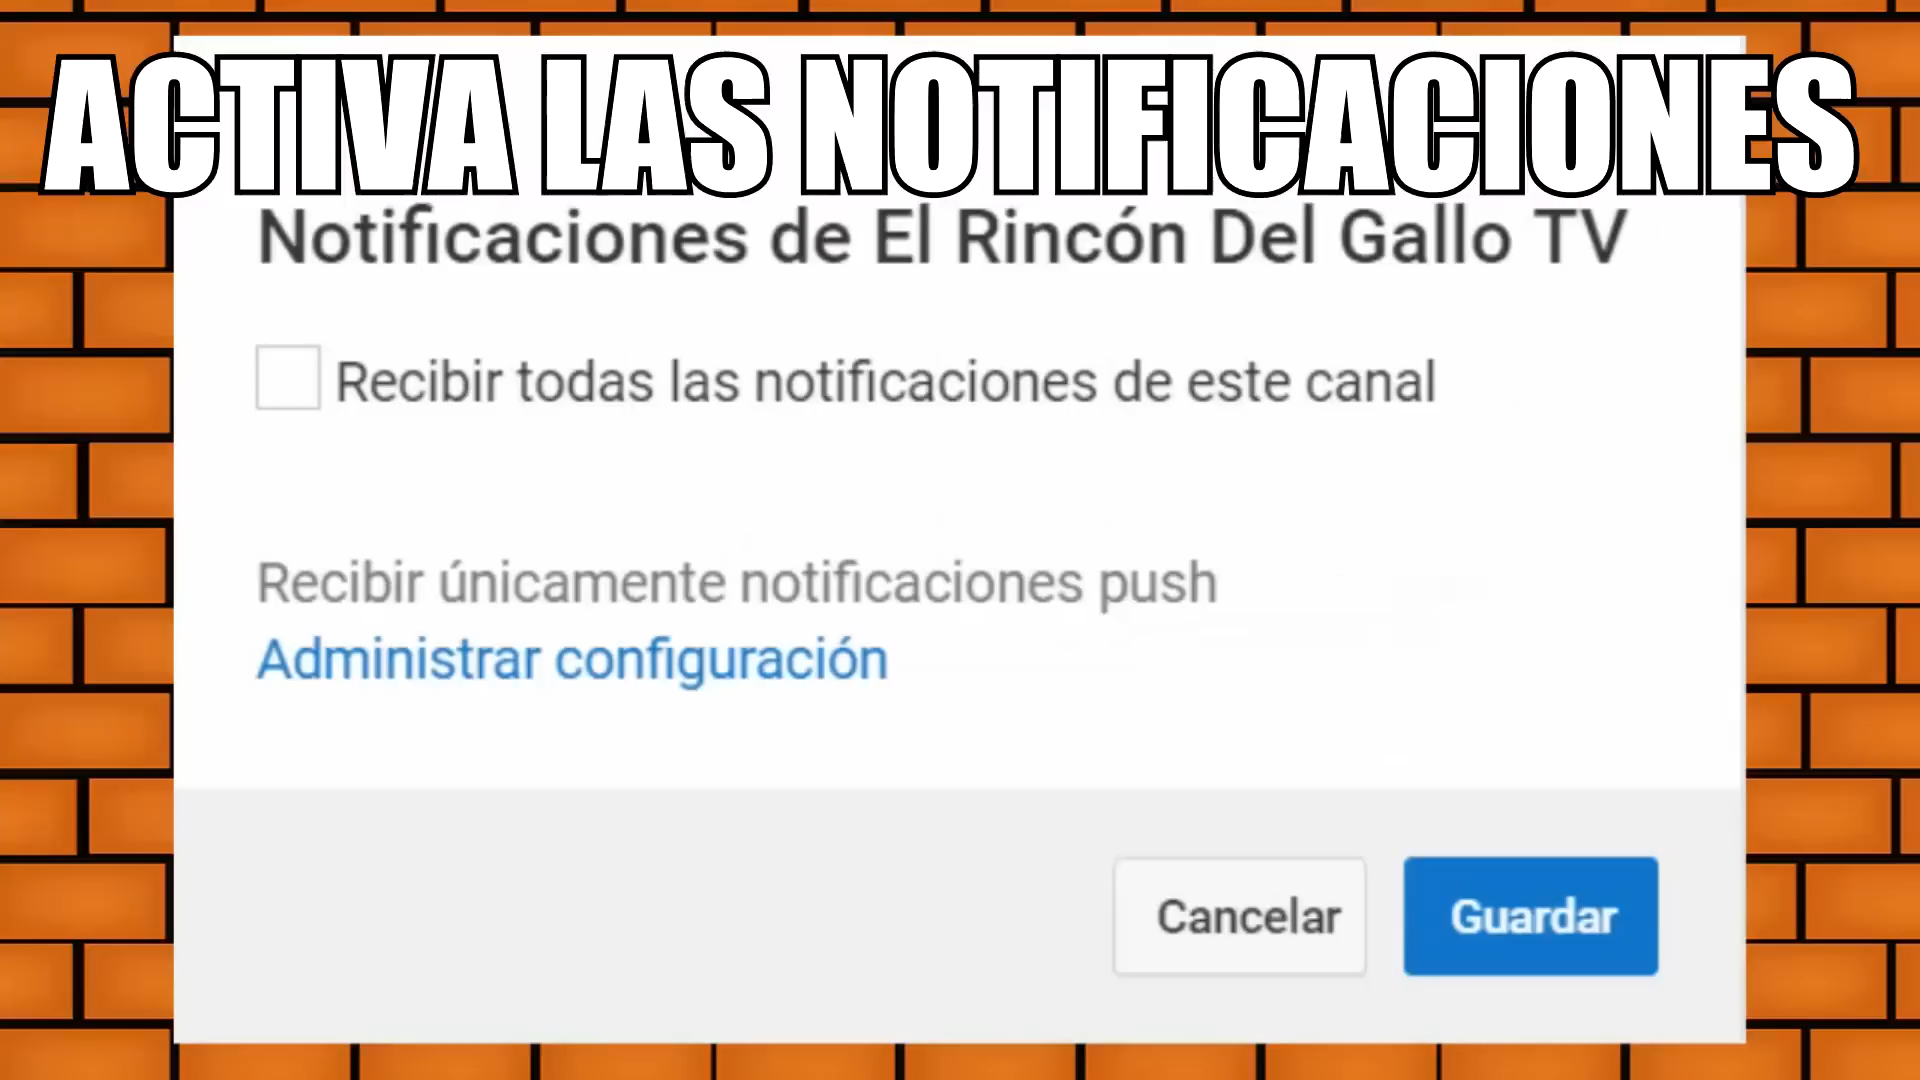 ACTIVA LAS NOTIFICACIONES
Notificaciones de El Rincón Del Gallo TV
Recibir todas las notificaciones de este canal
Recibir únicamente notificaciones push
Administrar configuración
Cancelar
Guardar